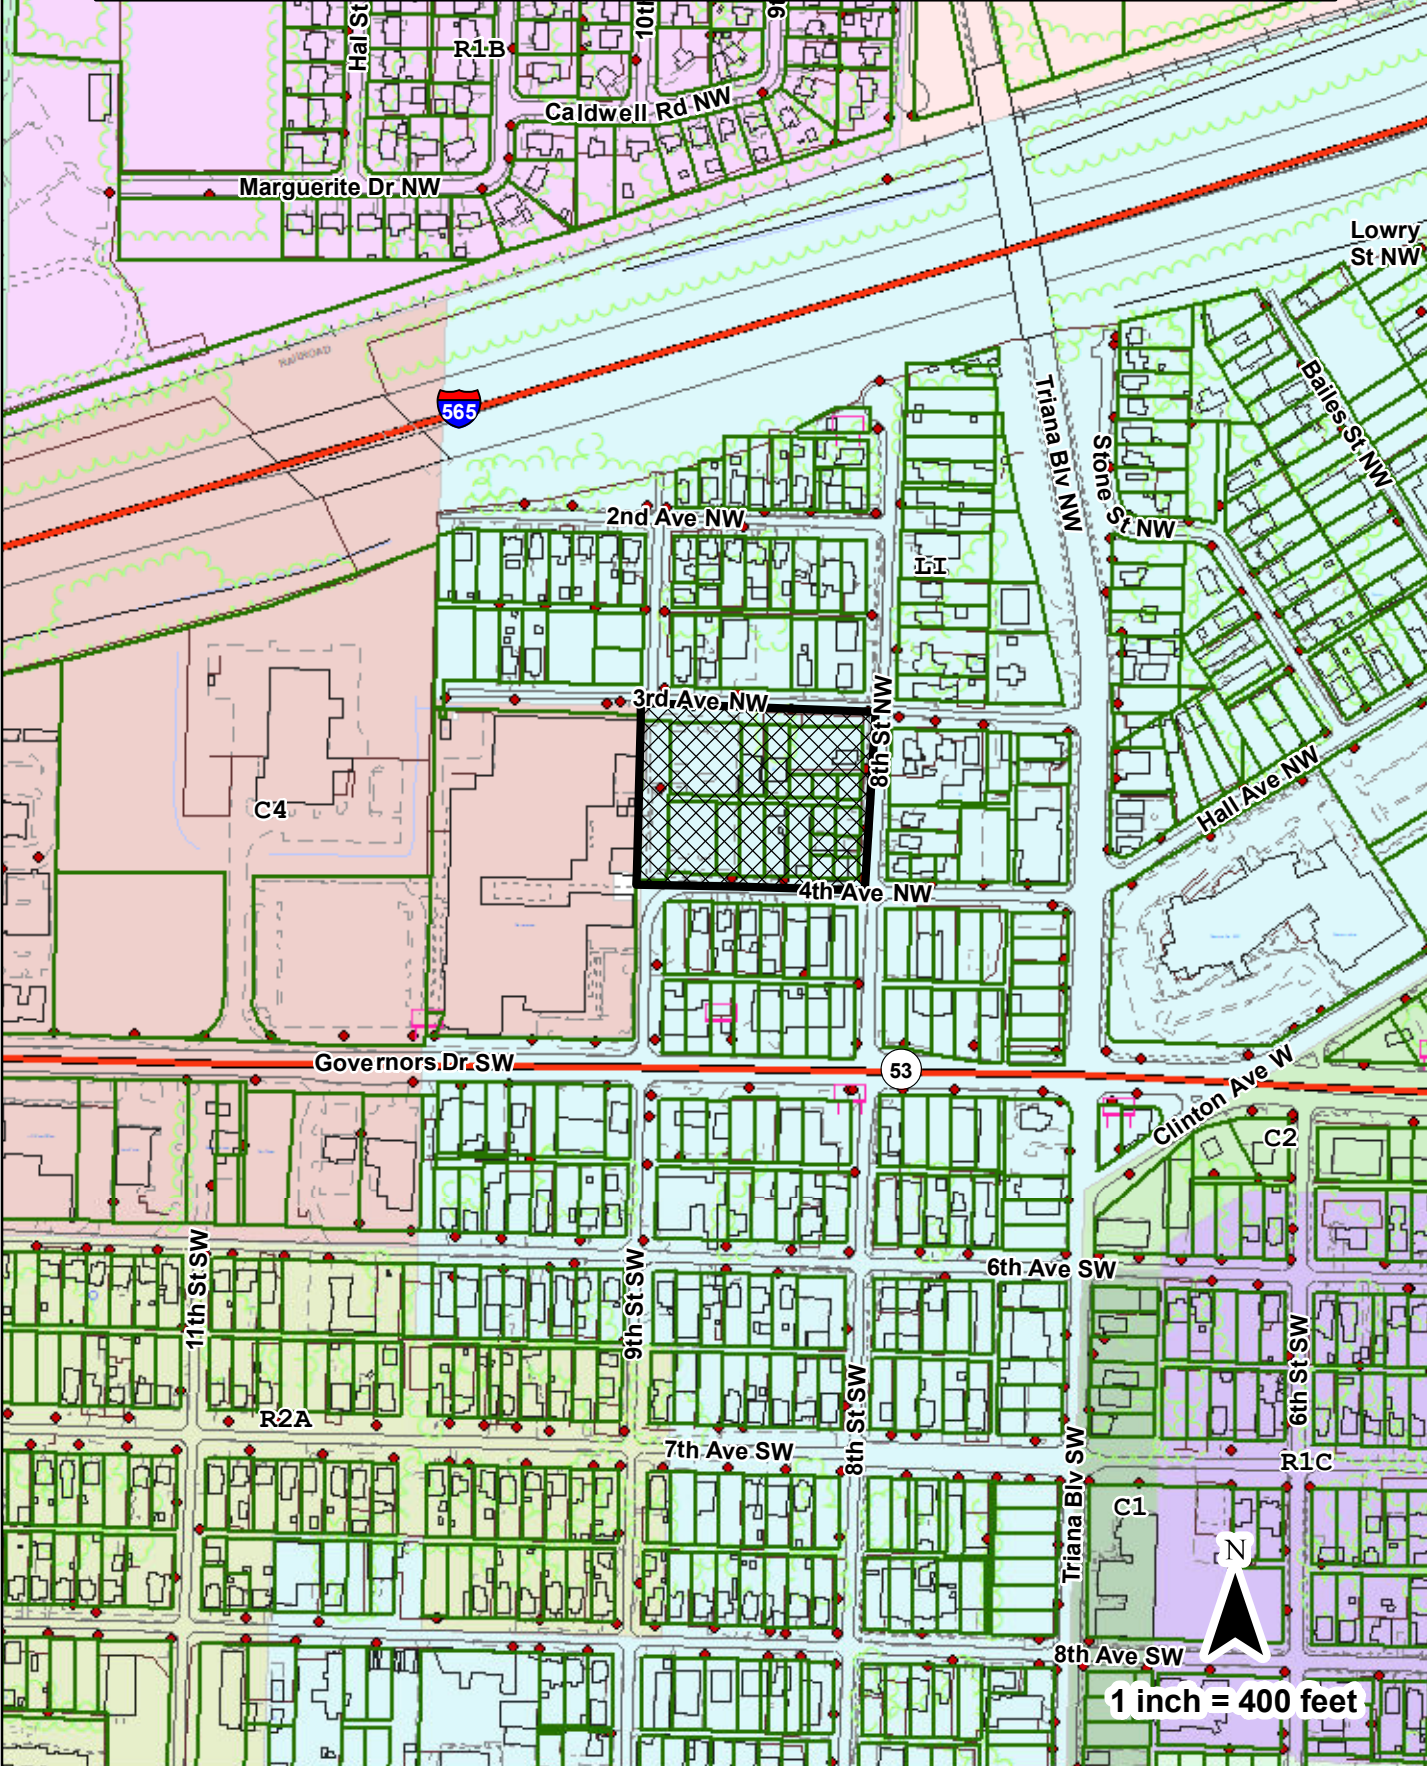 Hal St
10th
9t
R1B
Caldwell Rd NW
Marguerite Dr NW
Lowry
St NW
RAILROAD
565
Triana Blv NW
Bailes St NW
Stone St NW
2nd Ave NW
LI
3rd Ave NW
8th St NW
Hall Ave NW
C4
4th Ave NW
Governors Dr SW
53
Clinton Ave W
C2
11th St SW
9th St SW
6th Ave SW
6th St SW
8th St SW
R2A
7th Ave SW
Triana Blv SW
R1C
C1
N
8th Ave SW
1 inch = 400 feet